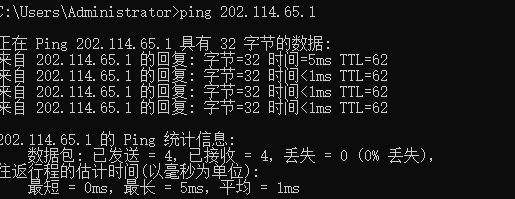 C:\Users\Administrator>ping 202.114.65.1
正在 Ping 202.114.65.1 具有 32 字节的数据:
来自 202.114.65.1 的回复: 字节=32 时间=5ms TTL=62
来自 202.114.65.1 的回复: 字节=32 时间<1ms TTL=62
来自 202.114.65.1 的回复: 字节=32 时间<1ms TTL=62
来自 202.114.65.1 的回复: 字节=32 时间<1ms TTL=62
202.114.65.1 的 Ping 统计信息:
数据包: 已发送 = 4, 已接收 = 4, 丢失 = 0 (0% 丢失),
往返行程的估计时间(以毫秒为单位):
最短 = 0ms, 最长 = 5ms, 平均 = 1ms